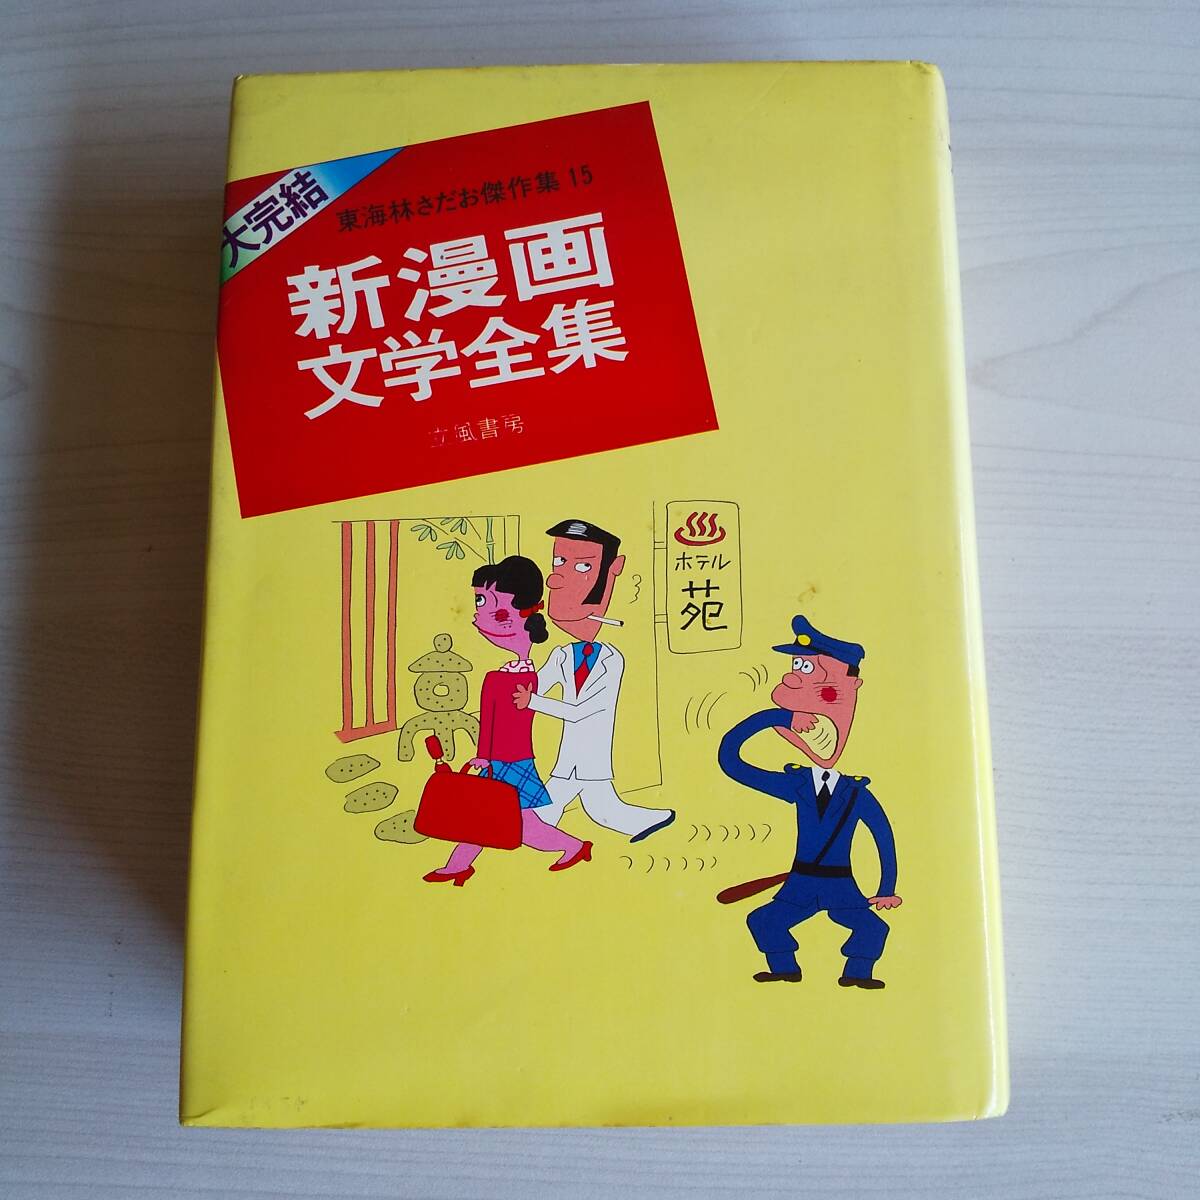 大完結
東海林さだお傑作集 15
新漫画
文学全集
立風書房
ホテル
苑